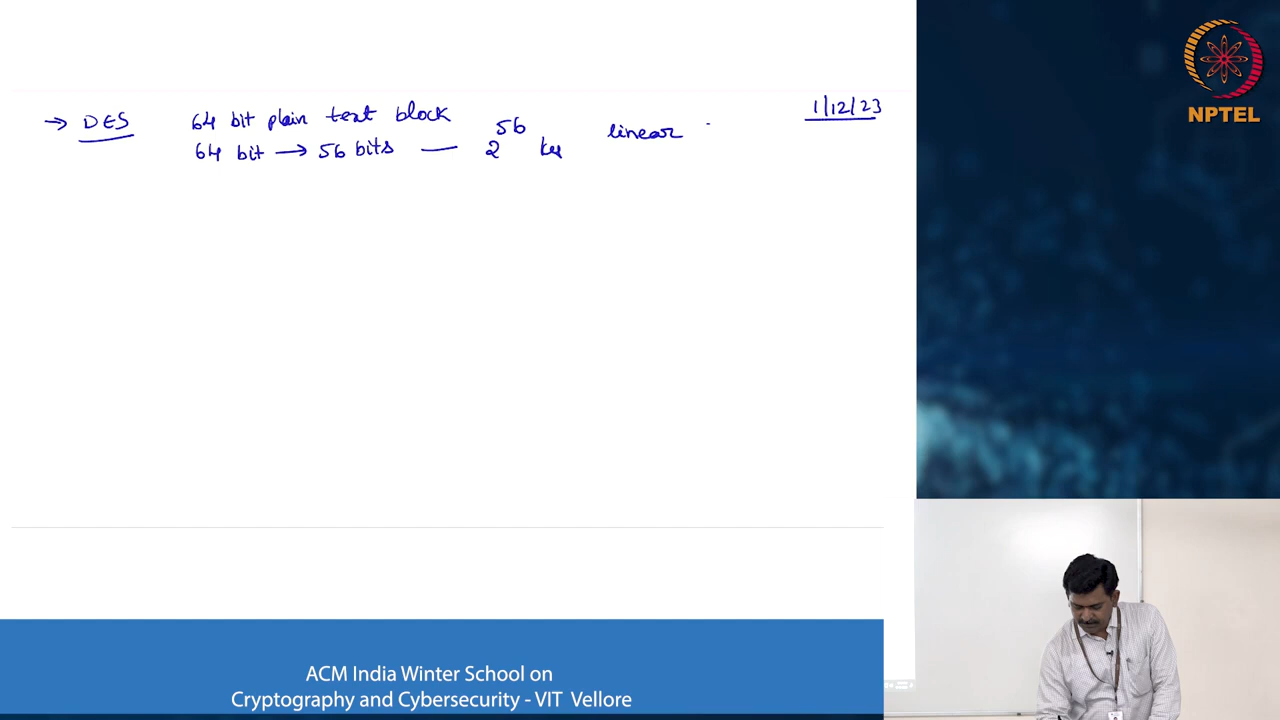 1/12/23
NPTEL
→ DES 64 bit plain text block
64 bit → 56 bits — 2^56 key linear
ACM India Winter School on
Cryptography and Cybersecurity - VIT Vellore